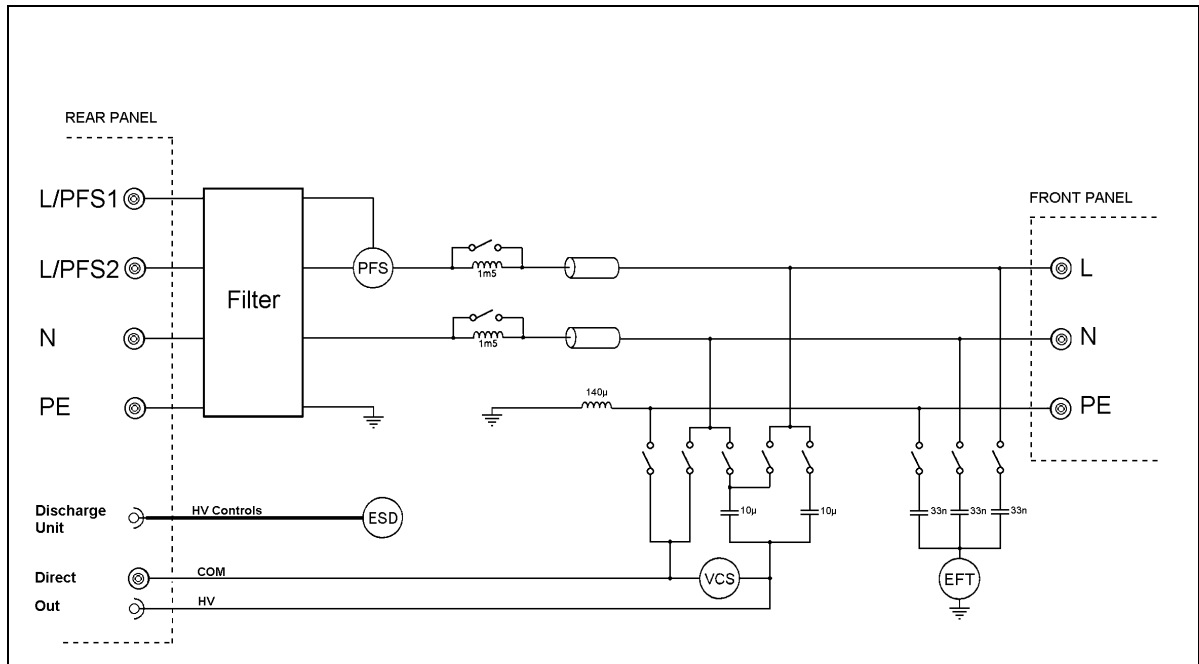 REAR PANEL
FRONT PANEL
L/PFS1
L/PFS2
N
PE
Filter
PFS
1m5
1m5
140µ
L
N
PE
10µ
10µ
33n
33n
33n
Discharge
Unit
HV Controls
ESD
Direct
COM
VCS
EFT
Out
HV